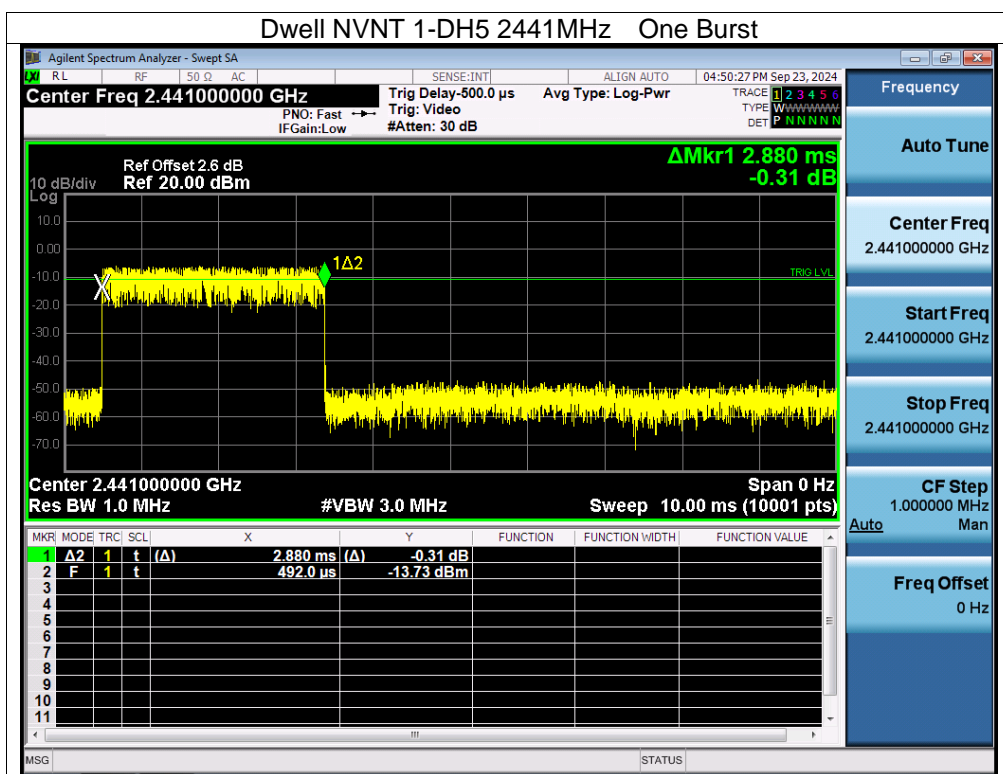 Dwell NVNT 1-DH5 2441MHz One Burst
Agilent Spectrum Analyzer - Swept SA
LXI RL RF 50 Ω AC SENSE:INT ALIGN AUTO 04:50:27 PM Sep 23, 2024
Center Freq 2.441000000 GHz Trig Delay-500.0 µs Avg Type: Log-Pwr TRACE 1 2 3 4 5 6
PNO: Fast Trig: Video TYPE WWWWWW
IFGain:Low #Atten: 30 dB DET P N N N N N
ΔMkr1 2.880 ms
-0.31 dB
Ref Offset 2.6 dB
10 dB/div Ref 20.00 dBm
Log
10.0
0.00
1Δ2
-10.0 TRIG LVL
-20.0
-30.0
-40.0
-50.0
-60.0
-70.0
Center 2.441000000 GHz Span 0 Hz
Res BW 1.0 MHz #VBW 3.0 MHz Sweep 10.00 ms (10001 pts)
MKR MODE TRC SCL X Y FUNCTION FUNCTION WIDTH FUNCTION VALUE
1 Δ2 1 t (Δ) 2.880 ms (Δ) -0.31 dB
2 F 1 t 492.0 µs -13.73 dBm
3
4
5
6
7
8
9
10
11
MSG STATUS
Frequency
Auto Tune
Center Freq
2.441000000 GHz
Start Freq
2.441000000 GHz
Stop Freq
2.441000000 GHz
CF Step
1.000000 MHz
Auto Man
Freq Offset
0 Hz